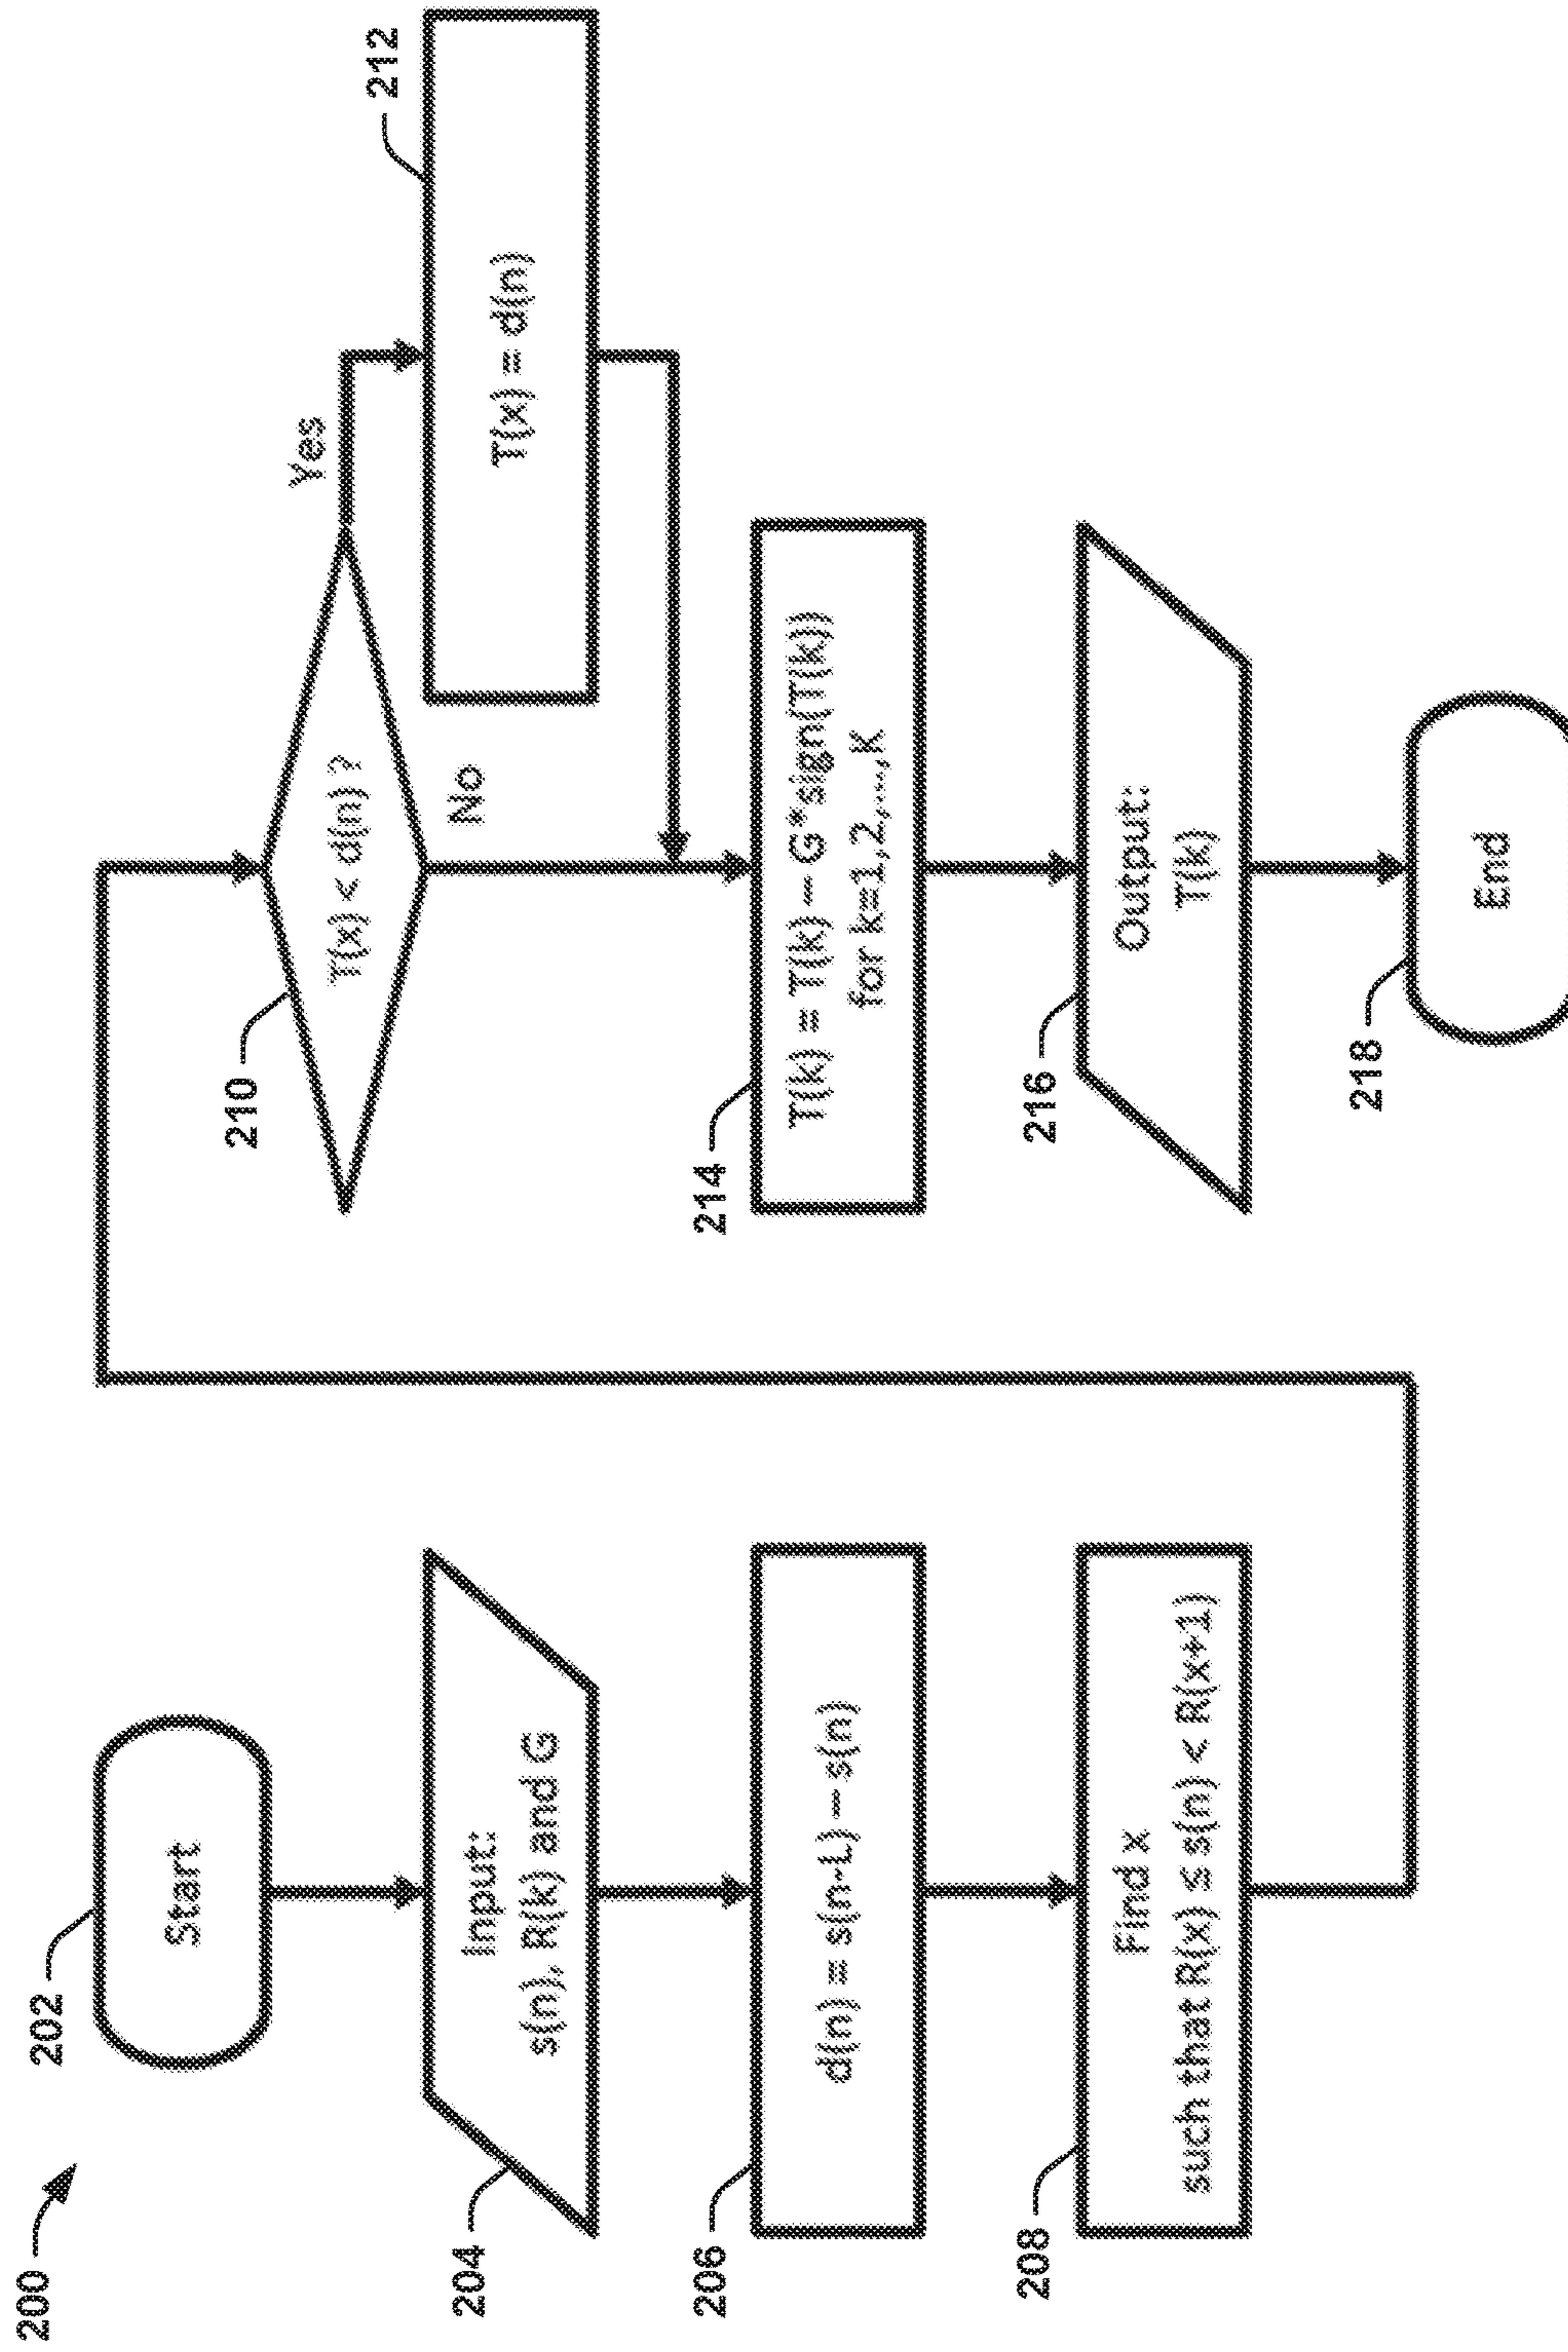 200
202
Start
204
Input:
s(n), R(k) and G
206
d(n) = s(n-L) – s(n)
208
Find x
such that R(x) ≤ s(n) < R(x+1)
210
T(x) < d(n) ?
Yes
No
212
T(x) = d(n)
214
T(k) = T(k) – G*sign(T(k))
for k=1,2,...,K
216
Output:
T(k)
218
End